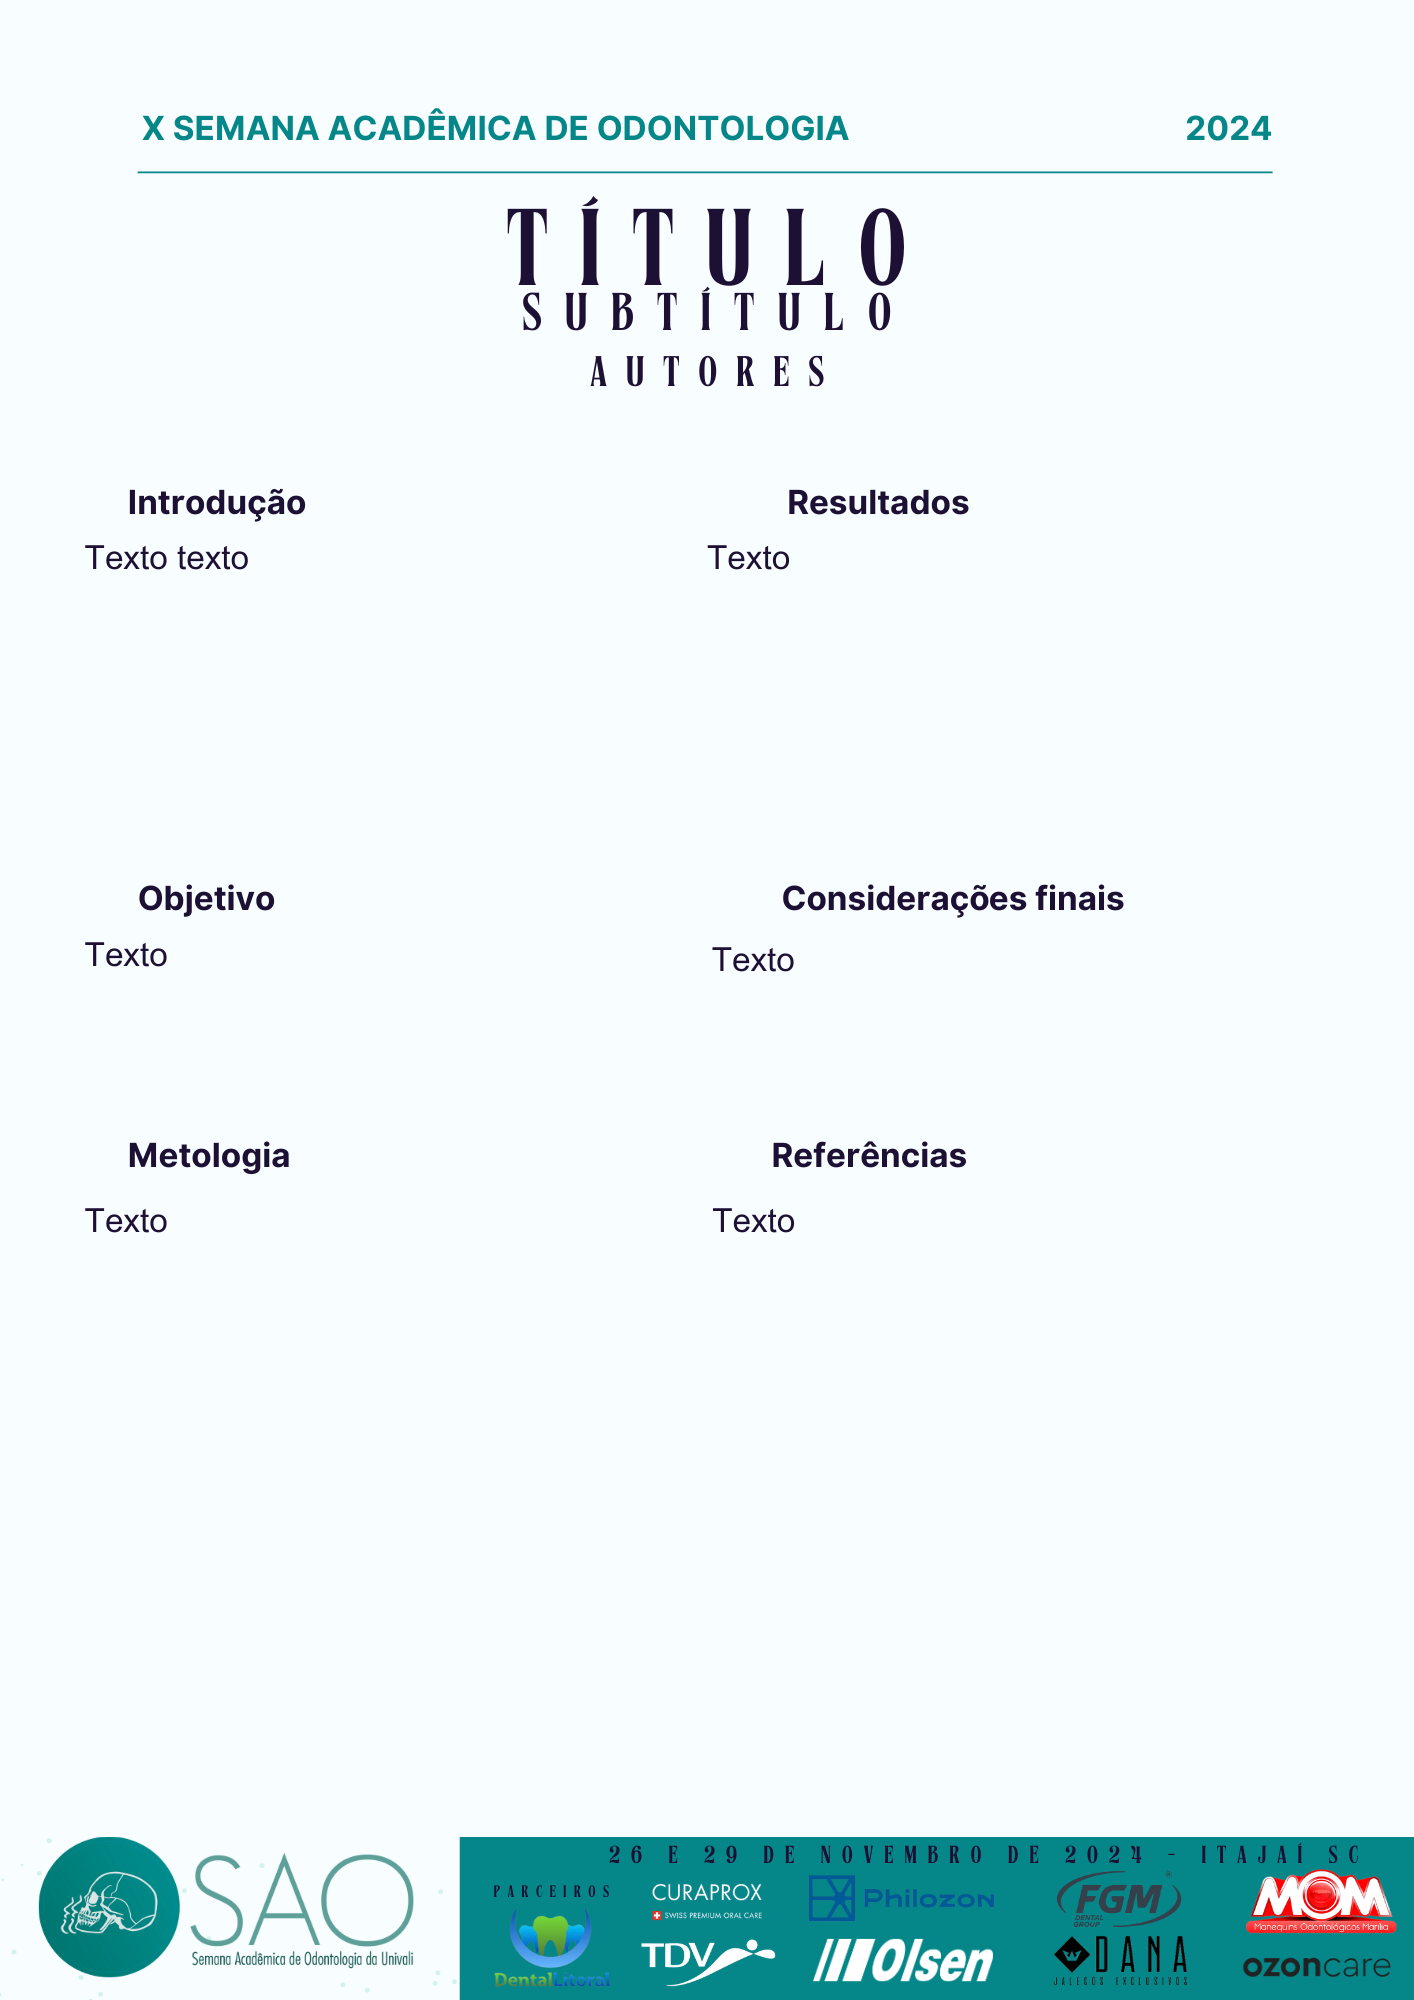 X SEMANA ACADÊMICA DE ODONTOLOGIA 2024
TÍTULO
SUBTÍTULO
AUTORES
Introdução
Texto texto
Objetivo
Texto
Metologia
Texto
Resultados
Texto
Considerações finais
Texto
Referências
Texto
SAO
Semana Acadêmica de Odontologia da Univali
26 E 29 DE NOVEMBRO DE 2024 - ITAJAÍ SC
PARCEIROS
DentalLitoral
CURAPROX
SWISS PREMIUM ORAL CARE
TDV
Philozon
Olsen
FGM
DENTAL
GROUP
DANA
JALECOS EXCLUSIVOS
MOM
Manequins Odontológicos Marília
ozoncare